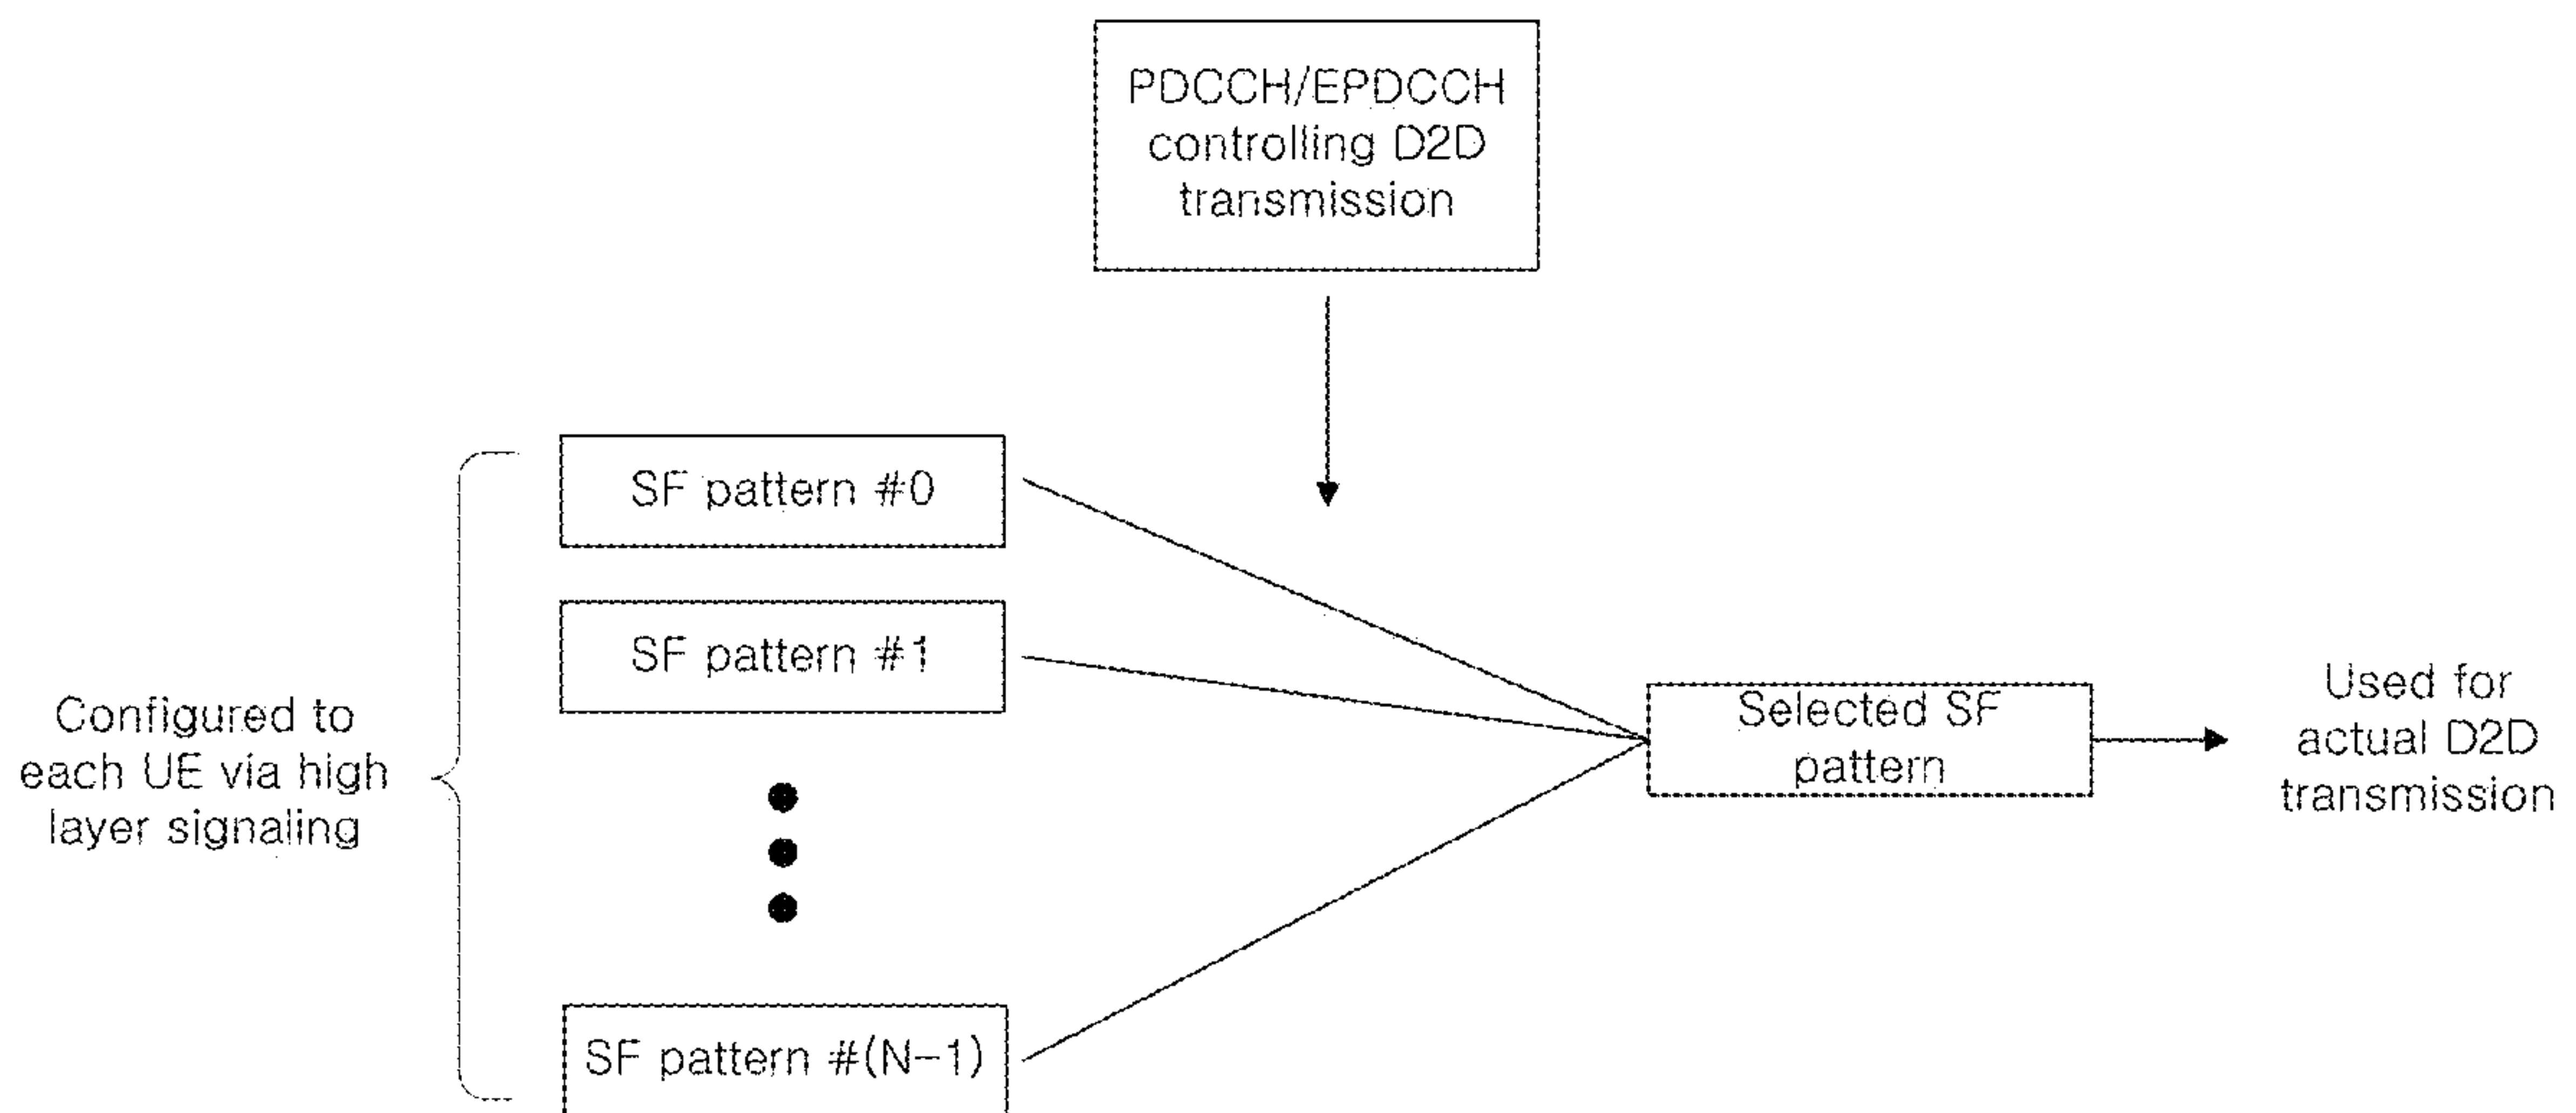 PDCCH/EPDCCH
controlling D2D
transmission
SF pattern #0
SF pattern #1
Configured to
each UE via high
layer signaling
Selected SF
pattern
Used for
actual D2D
transmission
SF pattern #(N-1)